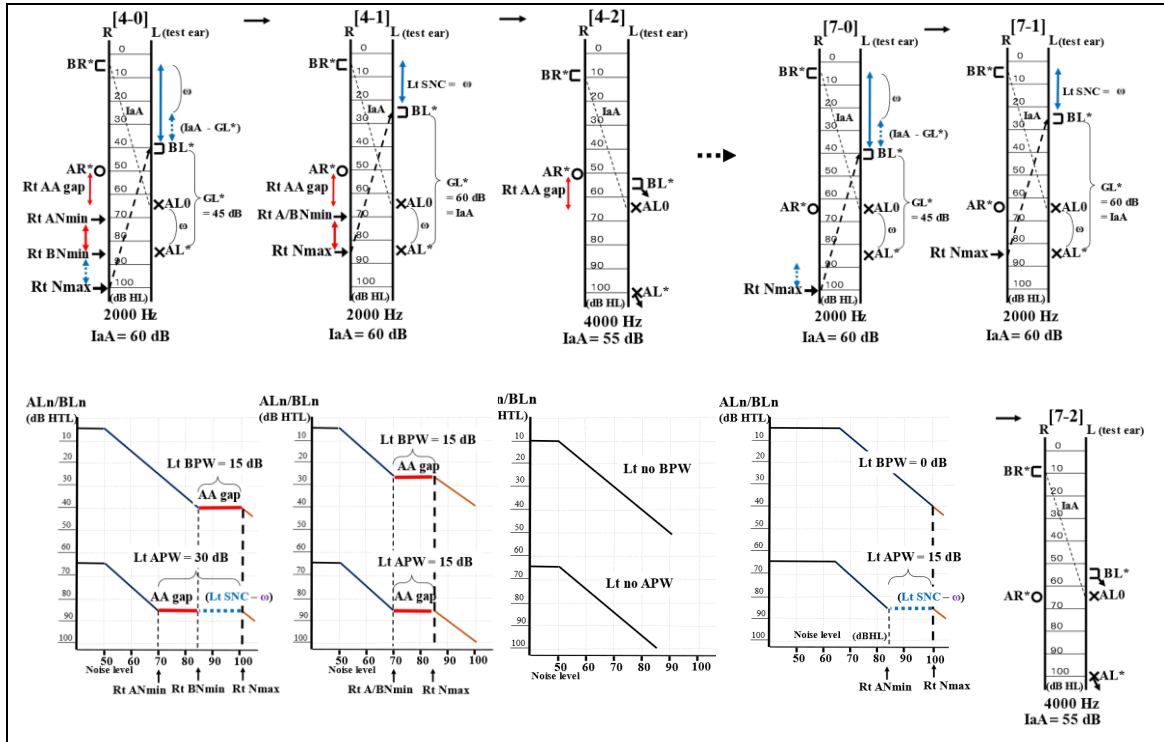 [4-0]
R L (test ear)
0
BR*
10
20
30
40
50
60
70
80
90
100
(dB HL)
IaA
ω
(IaA - GL*)
BL*
AR*
Rt AA gap
AL0
GL*
= 45 dB
Rt ANmin
ω
Rt BNmin
AL*
Rt Nmax
2000 Hz
IaA = 60 dB
[4-1]
R L (test ear)
0
BR*
10
20
30
40
50
60
70
80
90
100
(dB HL)
IaA
Lt SNC = ω
BL*
AR*
Rt AA gap
AL0
GL*
= 60 dB
= IaA
Rt A/BNmin
ω
Rt Nmax
AL*
2000 Hz
IaA = 60 dB
[4-2]
R L (test ear)
0
BR*
10
20
30
40
50
60
70
80
90
100
(dB HL)
IaA
AR*
Rt AA gap
BL*
AL0
AL*
4000 Hz
IaA = 55 dB
[7-0]
R L (test ear)
0
BR*
10
20
30
40
50
60
70
80
90
100
(dB HL)
IaA
ω
(IaA - GL*)
BL*
AR*
AL0
GL*
= 45 dB
ω
AL*
Rt Nmax
2000 Hz
IaA = 60 dB
[7-1]
R L (test ear)
0
BR*
10
20
30
40
50
60
70
80
90
100
(dB HL)
IaA
Lt SNC = ω
BL*
AR*
AL0
GL*
= 60 dB
= IaA
ω
Rt Nmax
AL*
2000 Hz
IaA = 60 dB
ALn/BLn
(dB HTL)
10
20
30
40
60
70
80
90
100
Lt BPW = 15 dB
AA gap
Lt APW = 30 dB
AA gap
(Lt SNC – ω)
50 60 70 80 90 100
Noise level
Rt ANmin Rt BNmin Rt Nmax
ALn/BLn
(dB HTL)
10
20
30
40
60
70
80
90
100
Lt BPW = 15 dB
AA gap
Lt APW = 15 dB
AA gap
50 60 70 80 90 100
Noise level
Rt A/BNmin Rt Nmax
n/BLn
(dB HTL)
10
20
30
40
60
70
80
90
100
Lt no BPW
Lt no APW
50 60 70 80 90 100
Noise level
ALn/BLn
(dB HTL)
10
20
30
40
60
70
80
90
100
Lt BPW = 0 dB
Lt APW = 15 dB
(Lt SNC – ω)
Noise level (dBHL)
50 60 70 80 90 100
Rt ANmin Rt Nmax
[7-2]
R L (test ear)
0
BR*
10
20
30
40
50
60
70
80
90
100
(dB HL)
IaA
BL*
AR*
AL0
AL*
4000 Hz
IaA = 55 dB